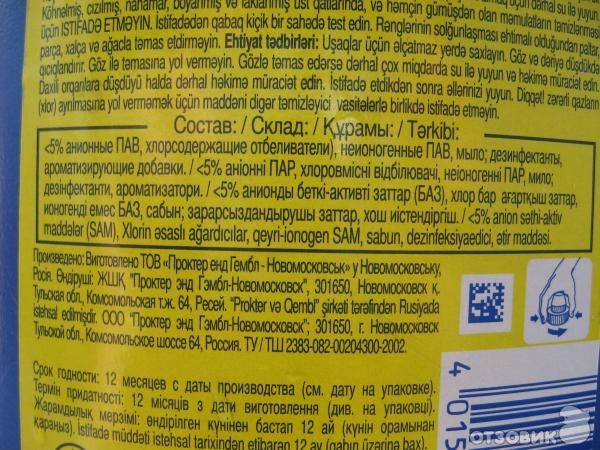 Köhnəlmiş, cızılmış, nahamar, boyanmış və laklanmış üst qatlarında, və həmçin gümüşdən olan məmulatların təmizlənməsi
üçün İSTİFADƏ ETMƏYİN. İstifadədən qabaq kiçik bir sahədə test edin. Rənglərinin solğunlaşması ehtimalı olduğundan paltar,
parça, xalça və ağacla təmas etdirməyin. Ehtiyat tədbirləri: Uşaqlar üçün əlçatmaz yerdə saxlayın. Göz və dəriyə düşdükdə
qıcıqlandırır. Göz ilə təmasına yol verməyin. Gözlə təmas edərsə dərhal çox miqdarda su ilə yuyun və həkimə müraciət edin.
Daxili orqanlara düşdüyü halda dərhal həkimə müraciət edin. İstifadə etdikdən sonra əllərinizi yuyun. Diqqət! zərərli qazların
(xlor) ayrılmasına yol verməmək üçün maddəni digər təmizləyici vasitələrlə birlikdə istifadə etməyin.
Состав: / Склад: / Құрамы: / Tərkibi:
<5% анионные ПАВ, хлорсодержащие отбеливатели), неионогенные ПАВ, мыло; дезинфектанты,
ароматизирующие добавки. / <5% аніонні ПАР, хлоровмісні відбілювачі, неіоногенні ПАР, мило;
дезінфектанти, ароматизатори. / <5% анионды беткі-активті заттар (БАЗ), хлор бар ағартқыш заттар,
ионогенді емес БАЗ, сабын; зарарсыздандырушы заттар, хош иістендіргіш. / <5% anion səthi-aktiv
maddələr (SAM), Xlorin əsaslı ağardıcılar, qeyri-ionogen SAM, sabun, dezinfeksiyaedici, ətir maddəsi.
Произведено: Виготовлено ТОВ «Проктер енд Гембл - Новомосковськ» у Новомосковську,
Росія. Өндіруші: ЖШҚ "Проктер энд Гэмбл-Новомосковск", 301650, Новомосковск қ.
Тульская обл., Комсомольская т.ж. 64, Ресей. "Prokter və Qembl" şirkəti tərəfindən Rusiyada
istehsal edilmişdir. ООО "Проктер энд Гэмбл-Новомосковск"; 301650, г. Новомосковск
Тульской обл., Комсомольское шоссе 64, Россия. ТУ / ТШ 2383-082-00204300-2002.
Срок годности: 12 месяцев с даты производства (см. дату на упаковке).
Термін придатності: 12 місяців з дати виготовлення (див. на упаковці).
Жарамдылық мерзімі: өндірілген күнінен бастап 12 ай (күнін орамынан
қараңыз). İstifadə müddəti istehsal tarixindən etibarən 12 ay (qabın üzərinə bax).
4 015
ОТЗОВИК